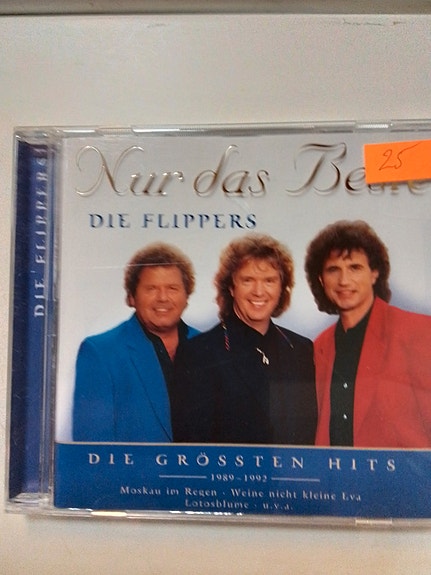 Nur das Beste
25
DIE FLIPPERS
DIE FLIPPERS
DIE GRÖSSTEN HITS
1989-1992
Moskau im Regen · Weine nicht kleine Eva
Lotosblume · u.v.a.